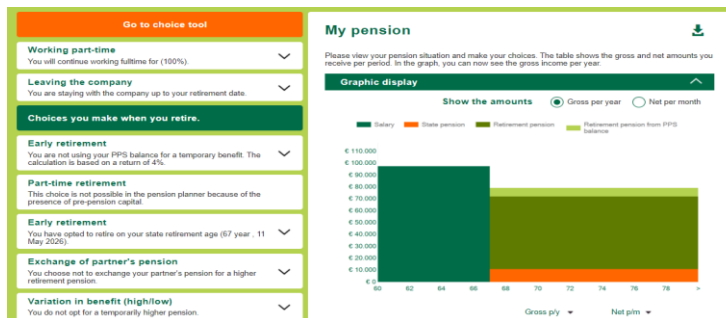 Go to choice tool
Working part-time
You will continue working fulltime for (100%).
Leaving the company
You are staying with the company up to your retirement date.
Choices you make when you retire.
Early retirement
You are not using your PPS balance for a temporary benefit. The
calculation is based on a return of 4%.
Part-time retirement
This choice is not possible in the pension planner because of the
presence of pre-pension capital.
Early retirement
You have opted to retire on your state retirement age (67 year , 11
May 2026).
Exchange of partner's pension
You choose not to exchange your partner's pension for a higher
retirement pension.
Variation in benefit (high/low)
You do not opt for a temporarily higher pension.
My pension
Please view your pension situation and make your choices. The table shows the gross and net amounts you
receive per period. In the graph, you can now see the gross income per year.
Graphic display
Show the amounts Gross per year Net per month
Salary State pension Retirement pension Retirement pension from PPS
balance
€ 110.000
€ 100.000
€ 90.000
€ 80.000
€ 70.000
€ 60.000
€ 50.000
€ 40.000
€ 30.000
€ 20.000
€ 10.000
€ 0
60 62 64 66 68 70 72 74 76 78 >
Gross p/y Net p/m